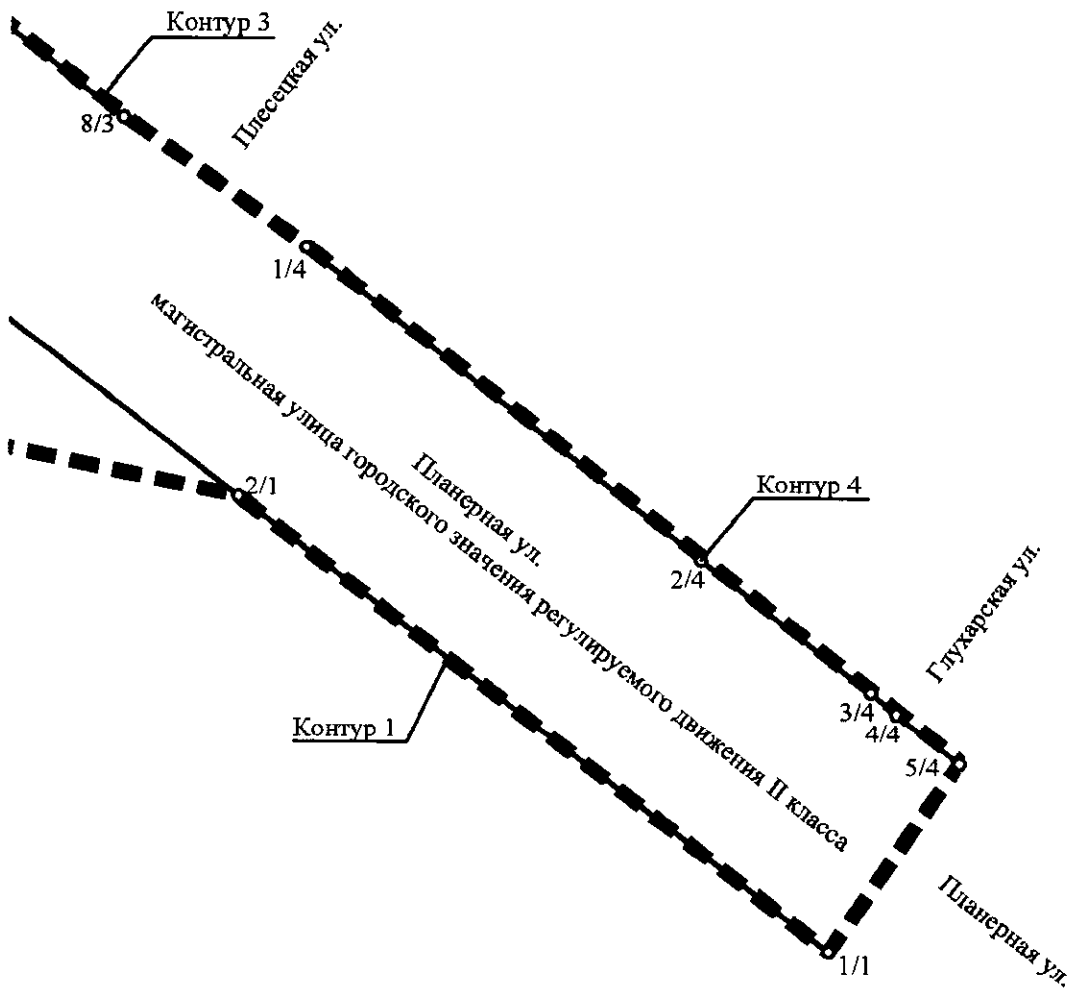 Контур 3
Плесецкая ул.
8/3
1/4
магистральная улица городского значения регулируемого движения II класса
Планерная ул.
2/1
Контур 4
2/4
Глухарская ул.
3/4
4/4
5/4
Контур 1
Планерная ул.
1/1